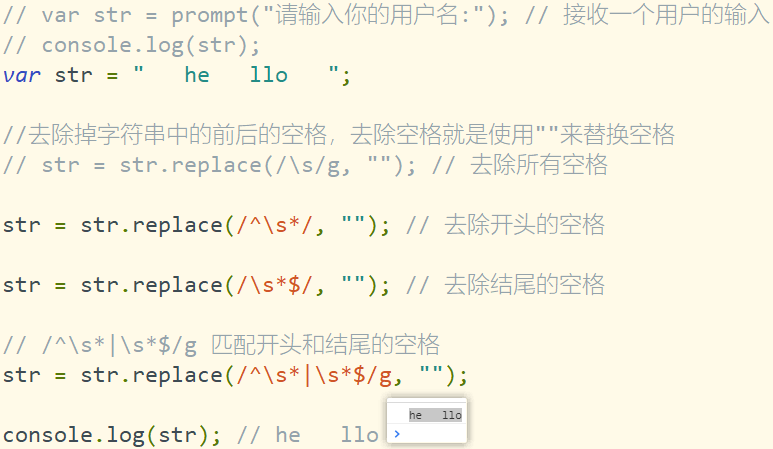 // var str = prompt("请输入你的用户名:"); // 接收一个用户的输入
// console.log(str);
var str = "   he   llo   ";
//去除掉字符串中的前后的空格，去除空格就是使用""来替换空格
// str = str.replace(/\s/g, ""); // 去除所有空格
str = str.replace(/^\s*/, ""); // 去除开头的空格
str = str.replace(/\s*$/, ""); // 去除结尾的空格
// /^\s*|\s*$/g 匹配开头和结尾的空格
str = str.replace(/^\s*|\s*$/g, "");
he   llo
console.log(str); // he   llo
›